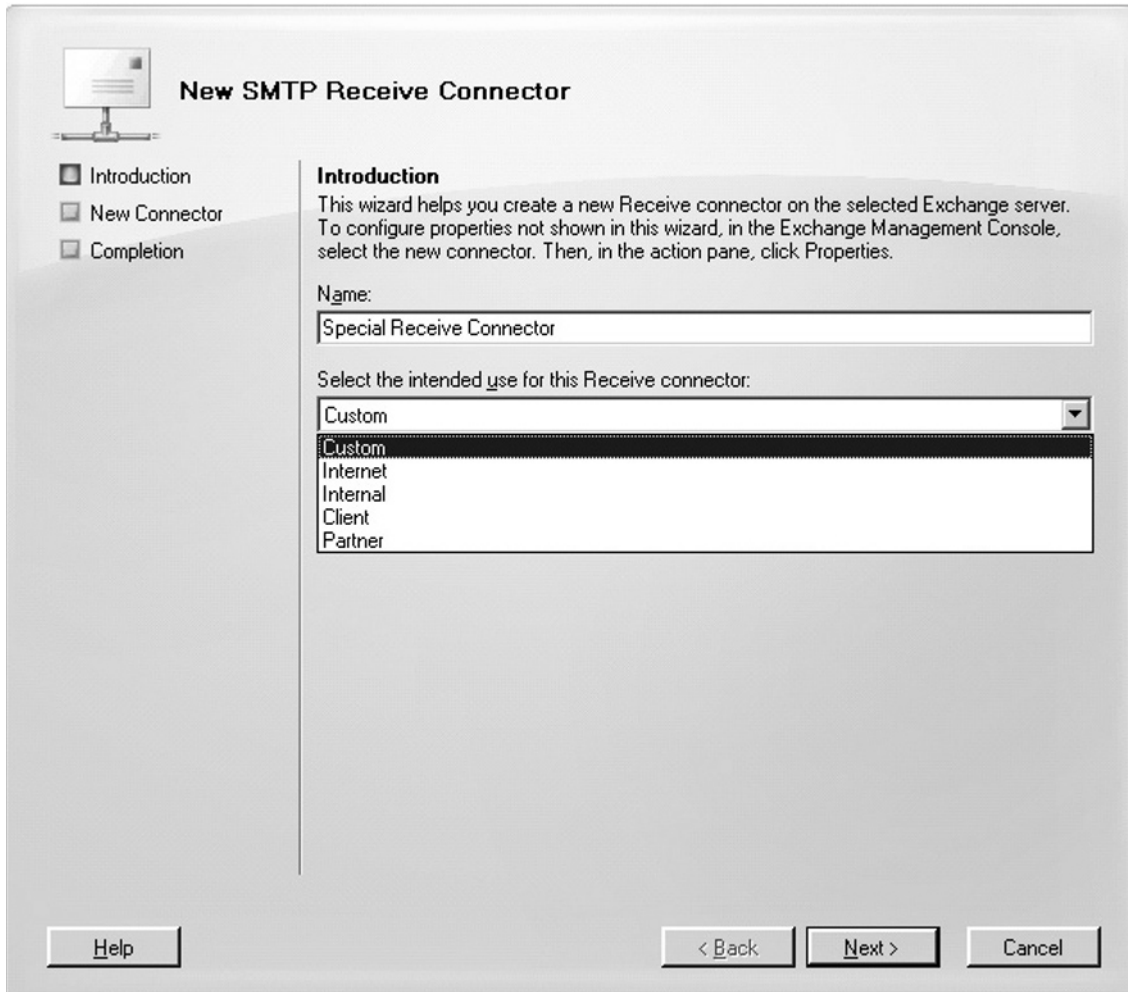 New SMTP Receive Connector
Introduction
New Connector
Completion
Introduction
This wizard helps you create a new Receive connector on the selected Exchange server.
To configure properties not shown in this wizard, in the Exchange Management Console,
select the new connector. Then, in the action pane, click Properties.
Name:
Special Receive Connector
Select the intended use for this Receive connector:
Custom
Custom
Internet
Internal
Client
Partner
Help
< Back
Next >
Cancel